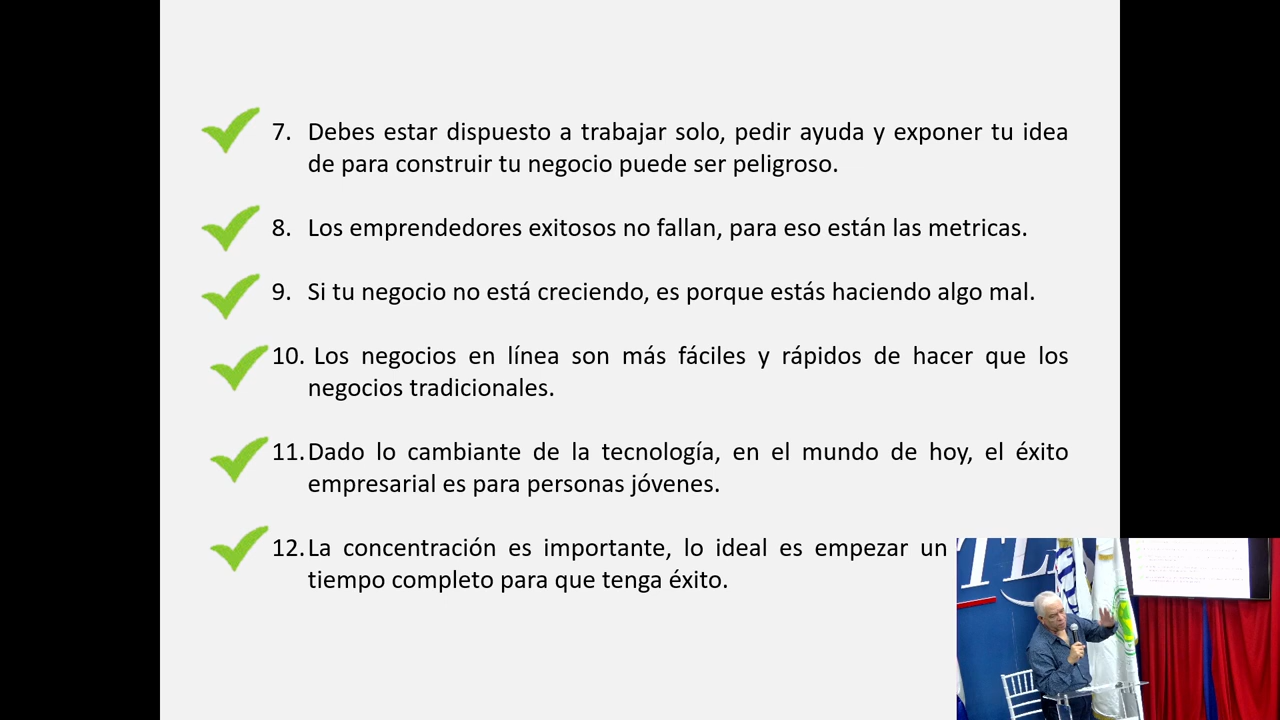 7. Debes estar dispuesto a trabajar solo, pedir ayuda y exponer tu idea
de para construir tu negocio puede ser peligroso.
8. Los emprendedores exitosos no fallan, para eso están las metricas.
9. Si tu negocio no está creciendo, es porque estás haciendo algo mal.
10. Los negocios en línea son más fáciles y rápidos de hacer que los
negocios tradicionales.
11. Dado lo cambiante de la tecnología, en el mundo de hoy, el éxito
empresarial es para personas jóvenes.
12. La concentración es importante, lo ideal es empezar un
tiempo completo para que tenga éxito.